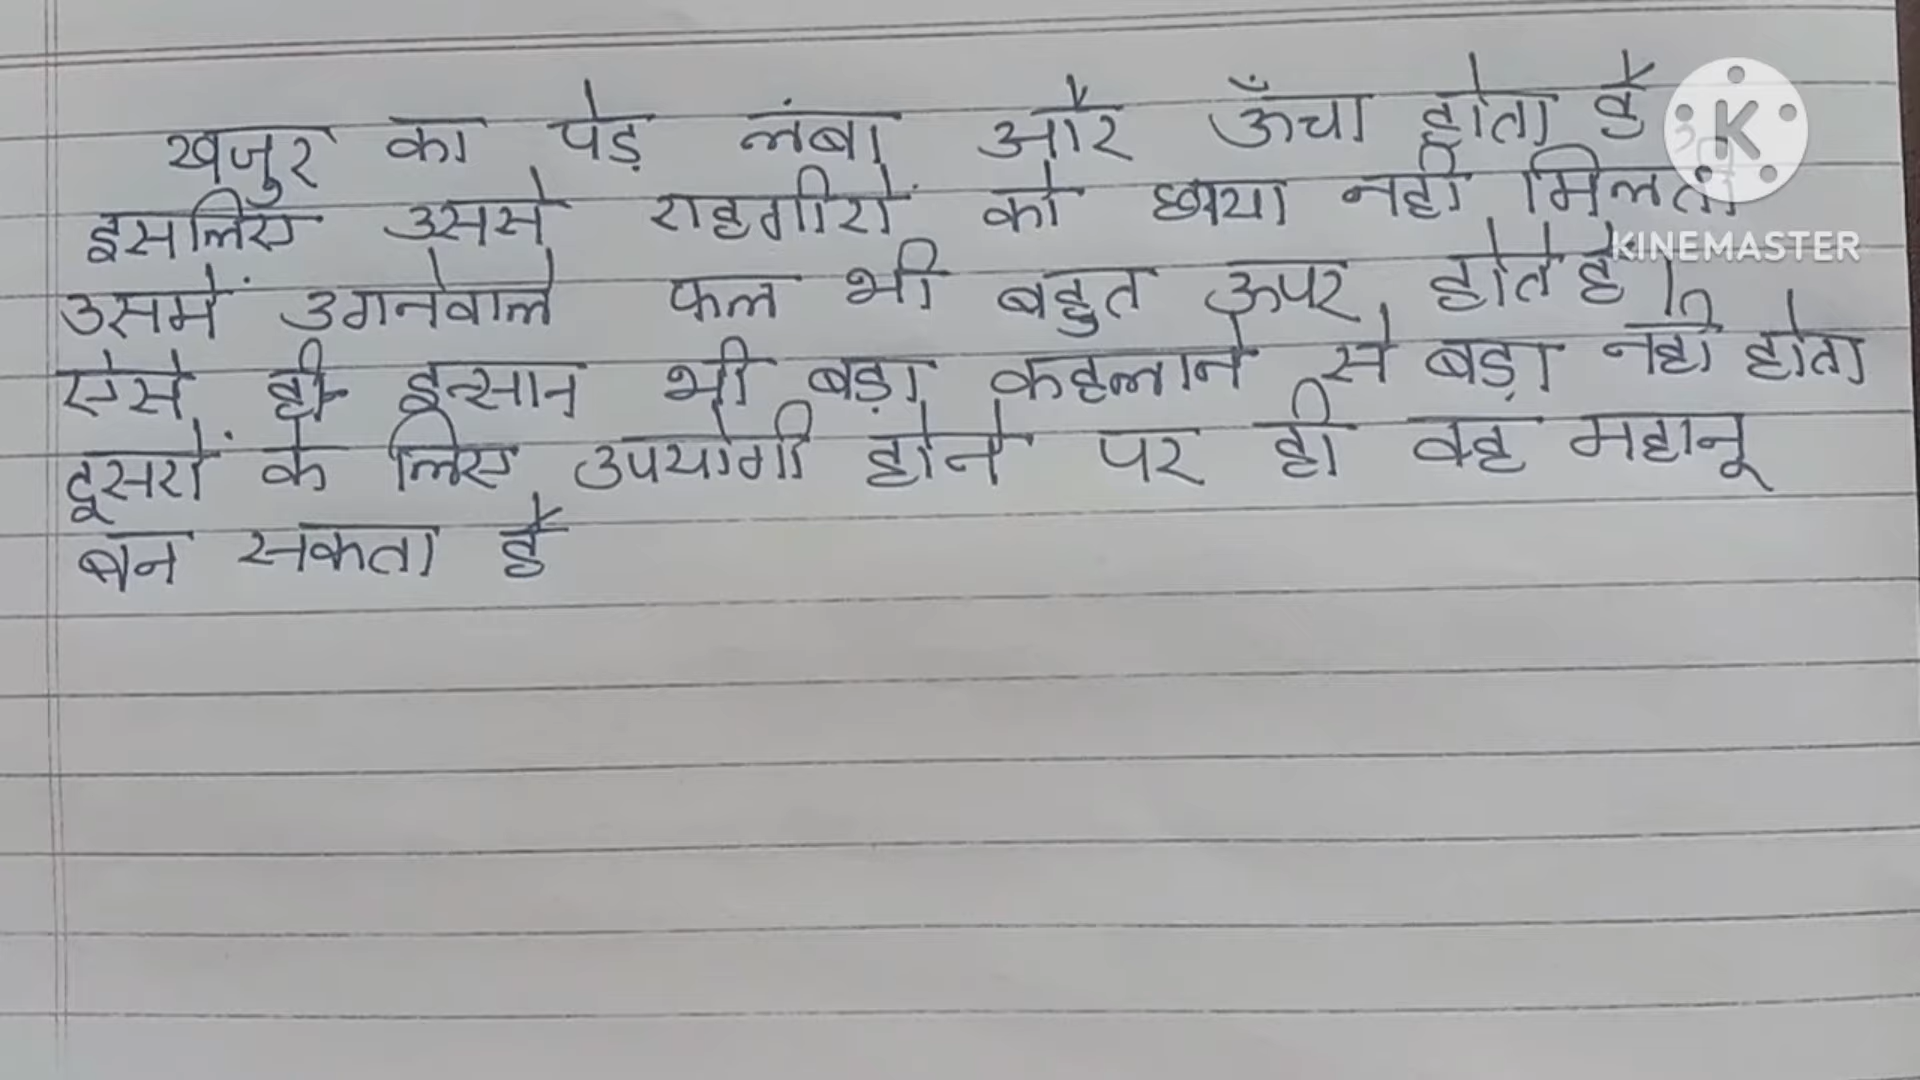 खजुर का पेड़ लंबा और ऊँचा होता है
इसलिए उससे राहगीरों को छाया नही मिलती
KINEMASTER
उसमें उगनेवाले फल भी बहुत ऊपर होते है।
ऐसे ही इन्सान भी बड़ा कहलाने से बड़ा नही होता
दूसरों के लिए उपयोगी होने पर ही वह महान्
बन सकता है